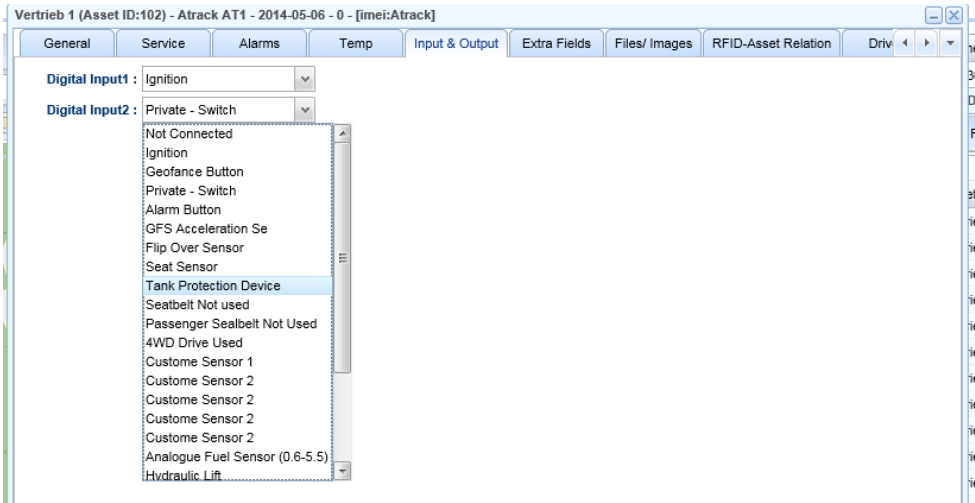 Vertrieb 1 (Asset ID:102) - Atrack AT1 - 2014-05-06 - 0 - [imei:Atrack]
General Service Alarms Temp Input & Output Extra Fields Files/ Images RFID-Asset Relation Driv
Digital Input1 : Ignition
Digital Input2 : Private - Switch
Not Connected
Ignition
Geofance Button
Private - Switch
Alarm Button
GFS Acceleration Se
Flip Over Sensor
Seat Sensor
Tank Protection Device
Seatbelt Not used
Passenger Sealbelt Not Used
4WD Drive Used
Custome Sensor 1
Custome Sensor 2
Custome Sensor 2
Custome Sensor 2
Custome Sensor 2
Analogue Fuel Sensor (0.6-5.5)
Hydraulic Lift